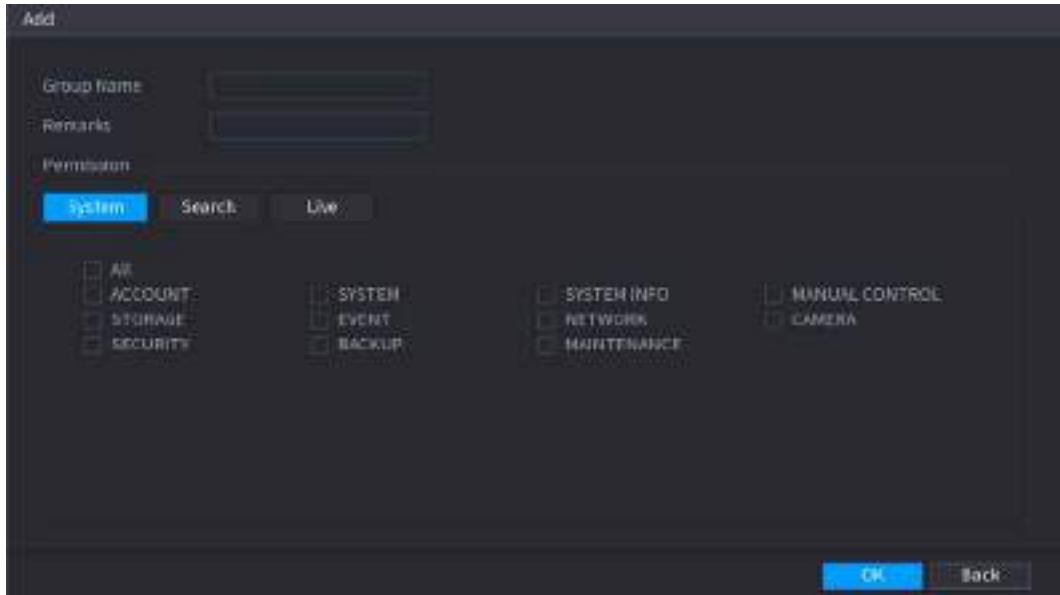 Add
Group Name
Remarks
Permission
System Search Live
All
ACCOUNT SYSTEM SYSTEM INFO MANUAL CONTROL
STORAGE EVENT NETWORK CAMERA
SECURITY BACKUP MAINTENANCE
OK Back